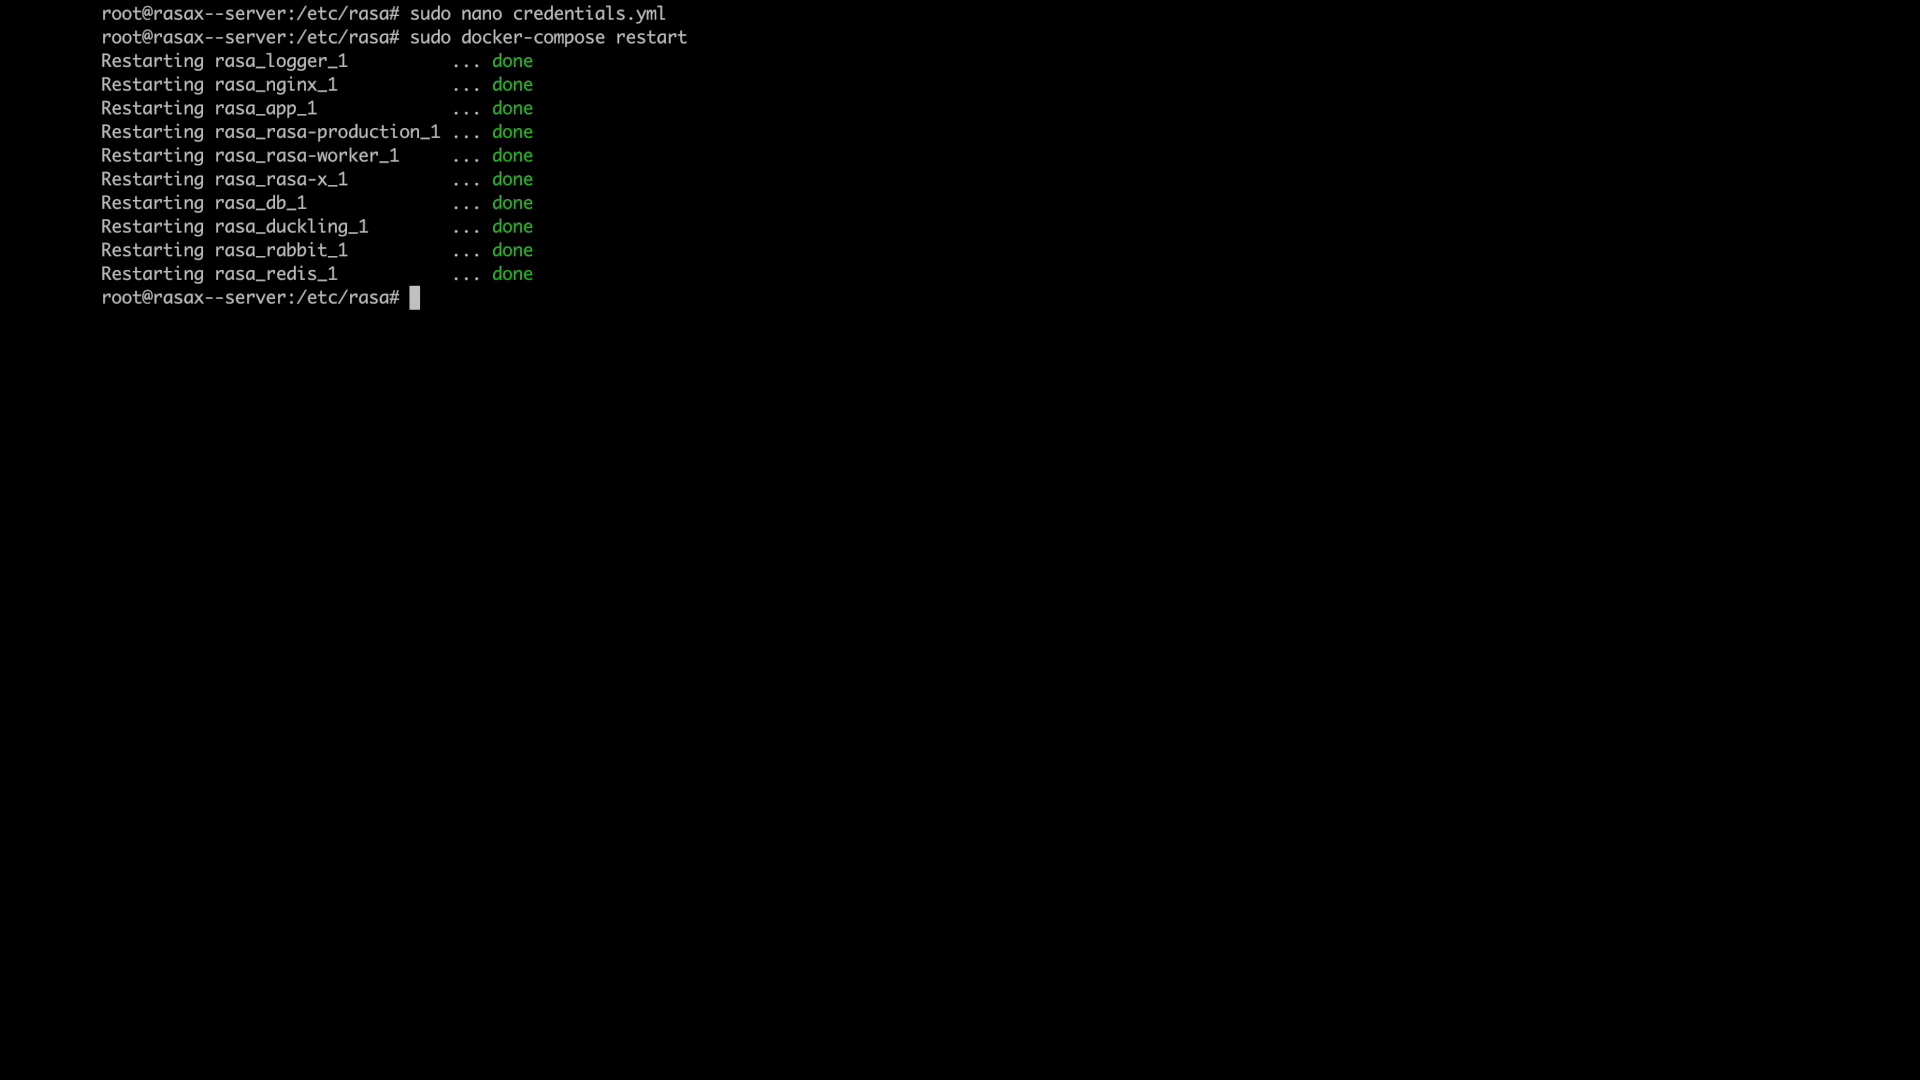 root@rasax--server:/etc/rasa# sudo nano credentials.yml
root@rasax--server:/etc/rasa# sudo docker-compose restart
Restarting rasa_logger_1          ... done
Restarting rasa_nginx_1           ... done
Restarting rasa_app_1             ... done
Restarting rasa_rasa-production_1 ... done
Restarting rasa_rasa-worker_1     ... done
Restarting rasa_rasa-x_1          ... done
Restarting rasa_db_1              ... done
Restarting rasa_duckling_1        ... done
Restarting rasa_rabbit_1          ... done
Restarting rasa_redis_1           ... done
root@rasax--server:/etc/rasa#